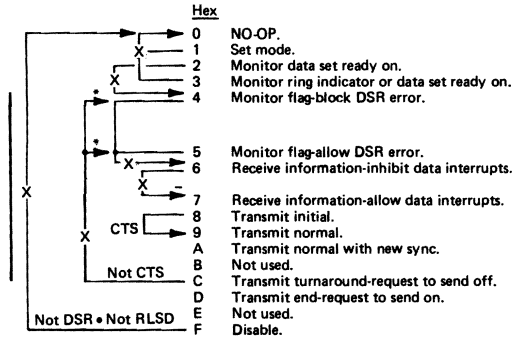 Hex
0 NO-OP.
1 Set mode.
2 Monitor data set ready on.
3 Monitor ring indicator or data set ready on.
4 Monitor flag-block DSR error.
5 Monitor flag-allow DSR error.
6 Receive information-inhibit data interrupts.
7 Receive information-allow data interrupts.
8 Transmit initial.
CTS
9 Transmit normal.
A Transmit normal with new sync.
B Not used.
Not CTS
C Transmit turnaround-request to send off.
D Transmit end-request to send on.
E Not used.
Not DSR • Not RLSD
F Disable.
X
X
*
*
X
X
X
X